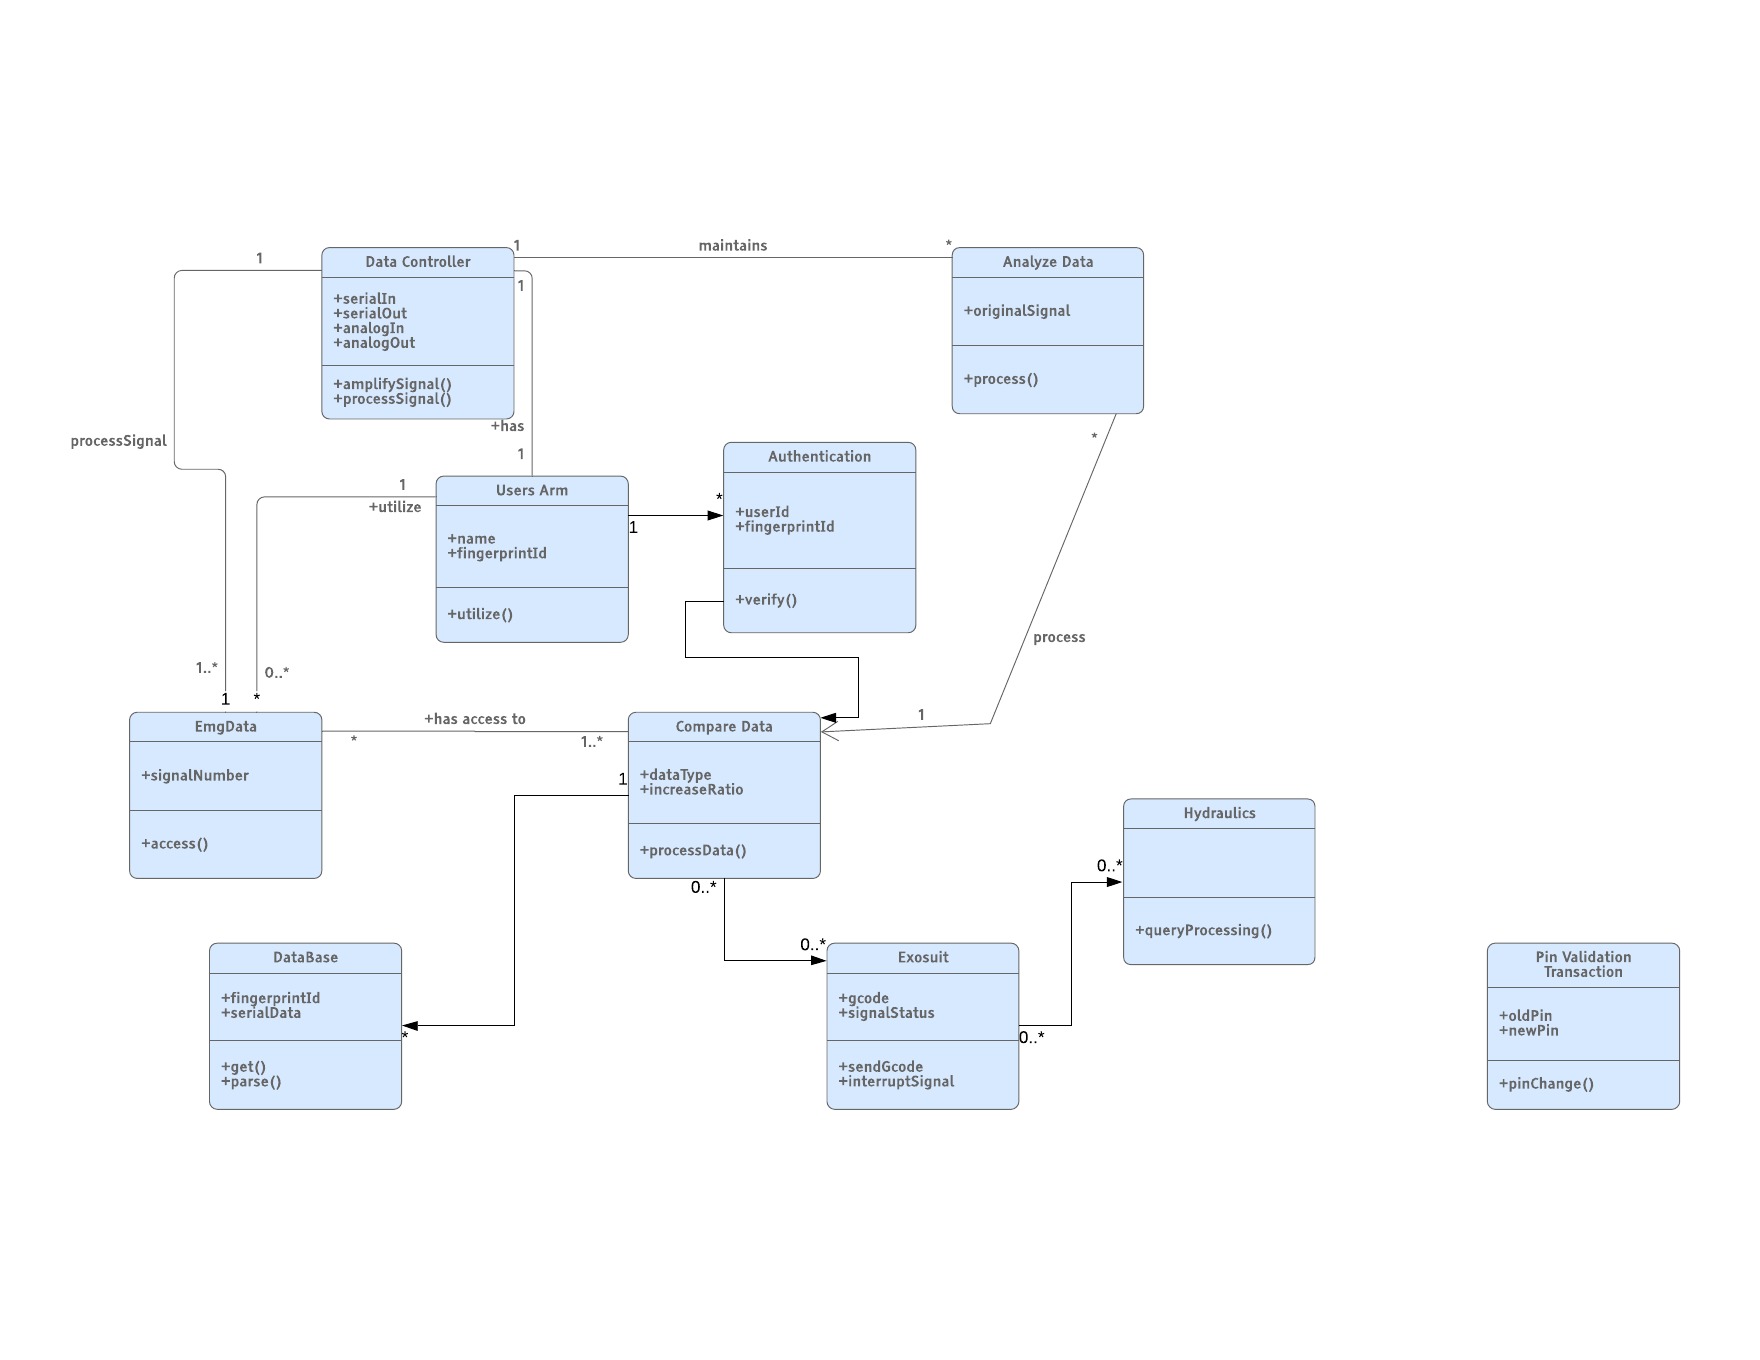 1
maintains
*
1
Data Controller
Analyze Data
1
+serialIn
+serialOut
+analogIn
+analogOut
+originalSignal
+amplifySignal()
+processSignal()
+process()
+has
*
processSignal
1
Authentication
1
+utilize
Users Arm
*
1
+userId
+fingerprintId
+name
+fingerprintId
+verify()
+utilize()
process
1..*
0..*
1
*
EmgData
+has access to
*
1..*
Compare Data
1
+signalNumber
1
+dataType
+increaseRatio
+access()
+processData()
0..*
Hydraulics
0..*
+queryProcessing()
DataBase
0..*
Exosuit
Pin Validation
Transaction
+fingerprintId
+serialData
*
+gcode
+signalStatus
0..*
+oldPin
+newPin
+get()
+parse()
+sendGcode
+interruptSignal
+pinChange()